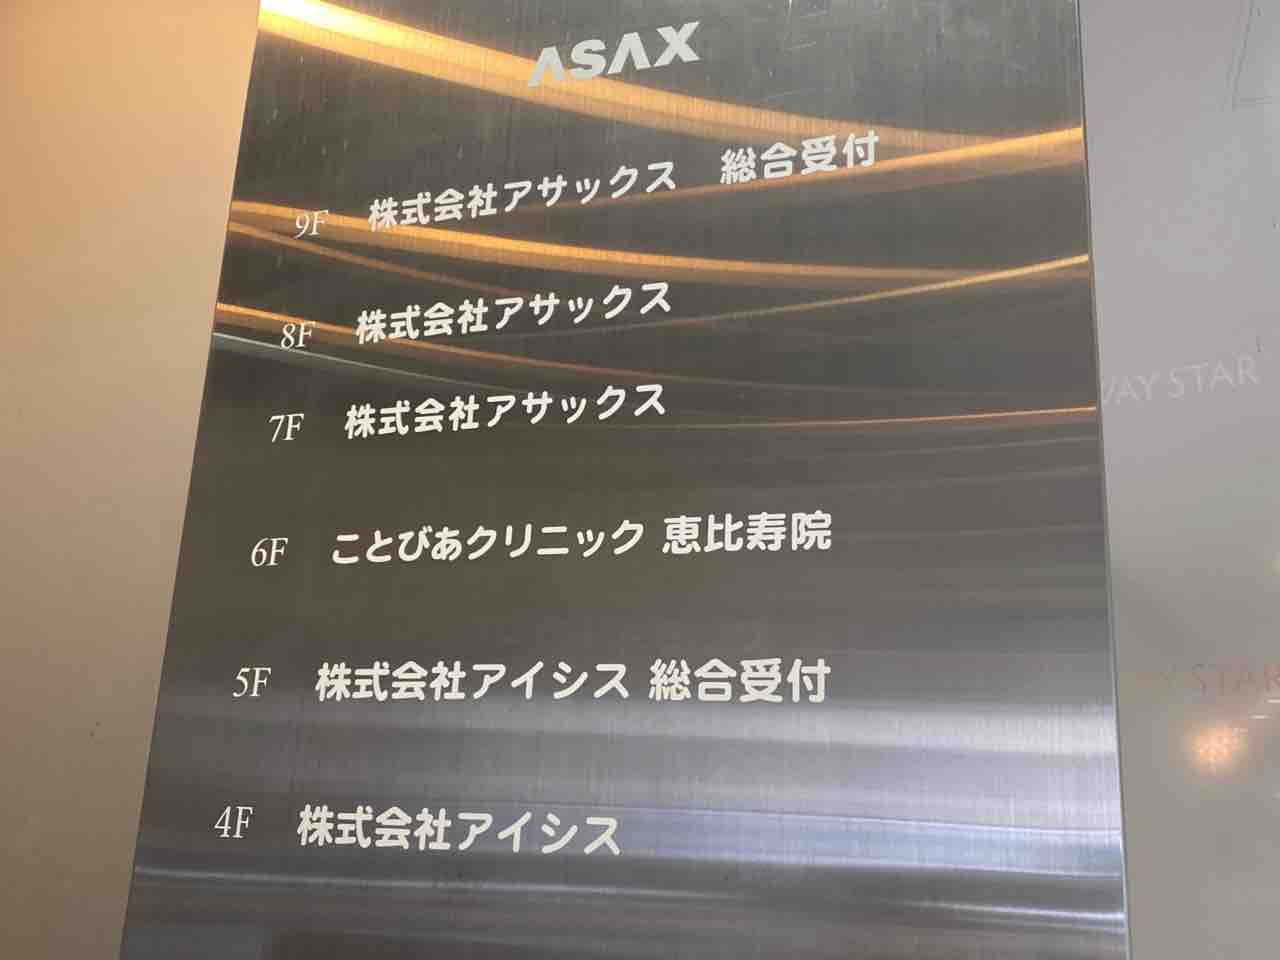 ASAX
9F 株式会社アサックス 総合受付
8F 株式会社アサックス
7F 株式会社アサックス
6F ことびあクリニック 恵比寿院
5F 株式会社アイシス 総合受付
4F 株式会社アイシス
STAR
STAR